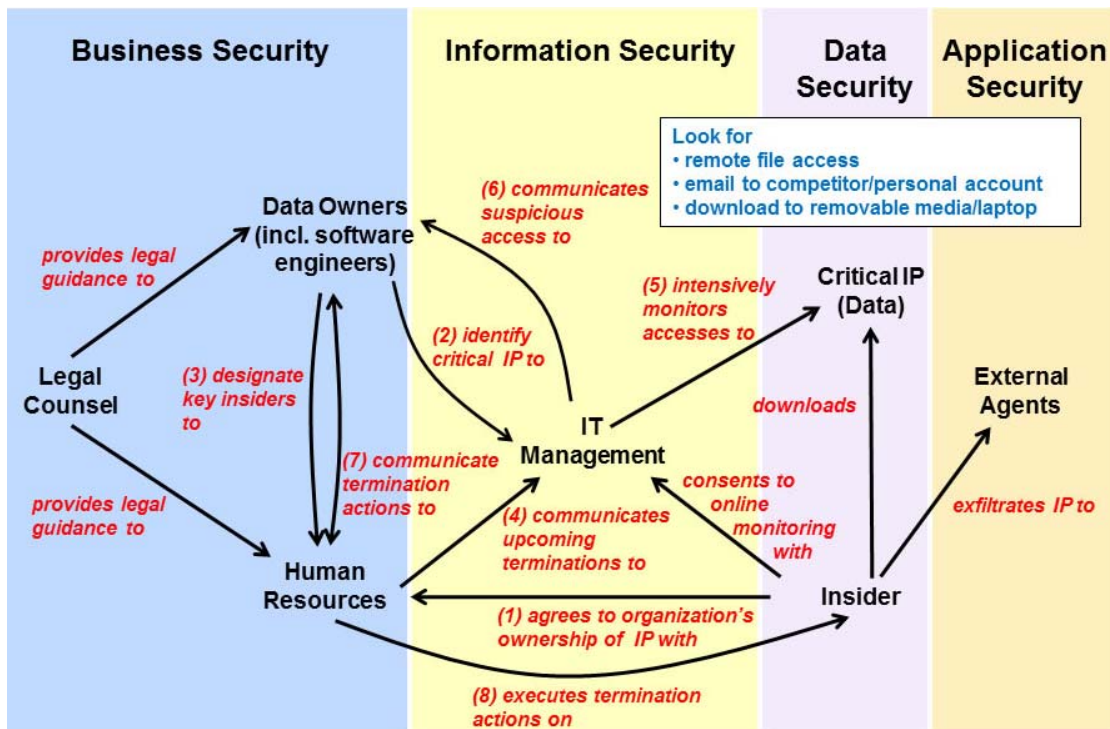 Business Security
Information Security
Data
Security
Application
Security
Look for
• remote file access
• email to competitor/personal account
• download to removable media/laptop
(6) communicates
suspicious
access to
Data Owners
(incl. software
engineers)
provides legal
guidance to
Critical IP
(Data)
(5) intensively
monitors
accesses to
(2) identify
critical IP to
Legal
Counsel
(3) designate
key insiders
to
External
Agents
downloads
IT
Management
(7) communicate
termination
actions to
consents to
online
monitoring
with
provides legal
guidance to
(4) communicates
upcoming
terminations to
exfiltrates IP to
Human
Resources
Insider
(1) agrees to organization's
ownership of IP with
(8) executes termination
actions on